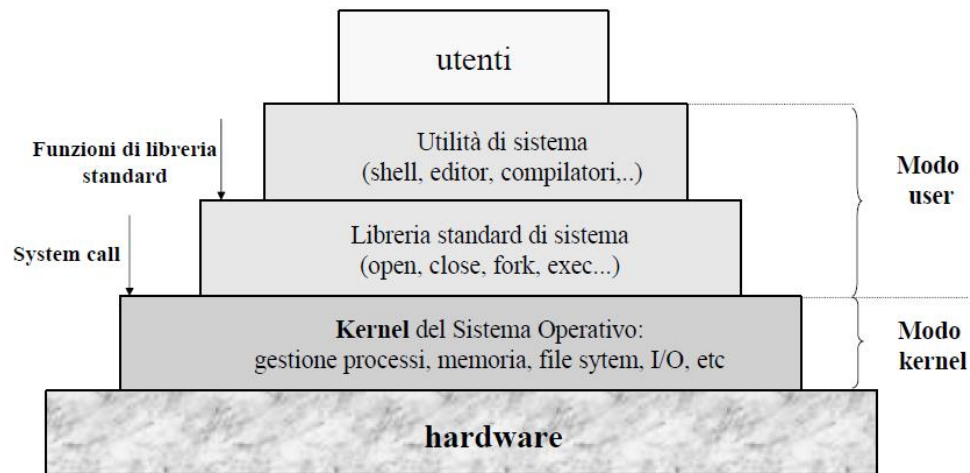 utenti
Funzioni di libreria
standard
Utilità di sistema
(shell, editor, compilatori,..)
Modo
user
System call
Libreria standard di sistema
(open, close, fork, exec...)
Kernel del Sistema Operativo:
gestione processi, memoria, file sytem, I/O, etc
Modo
kernel
hardware